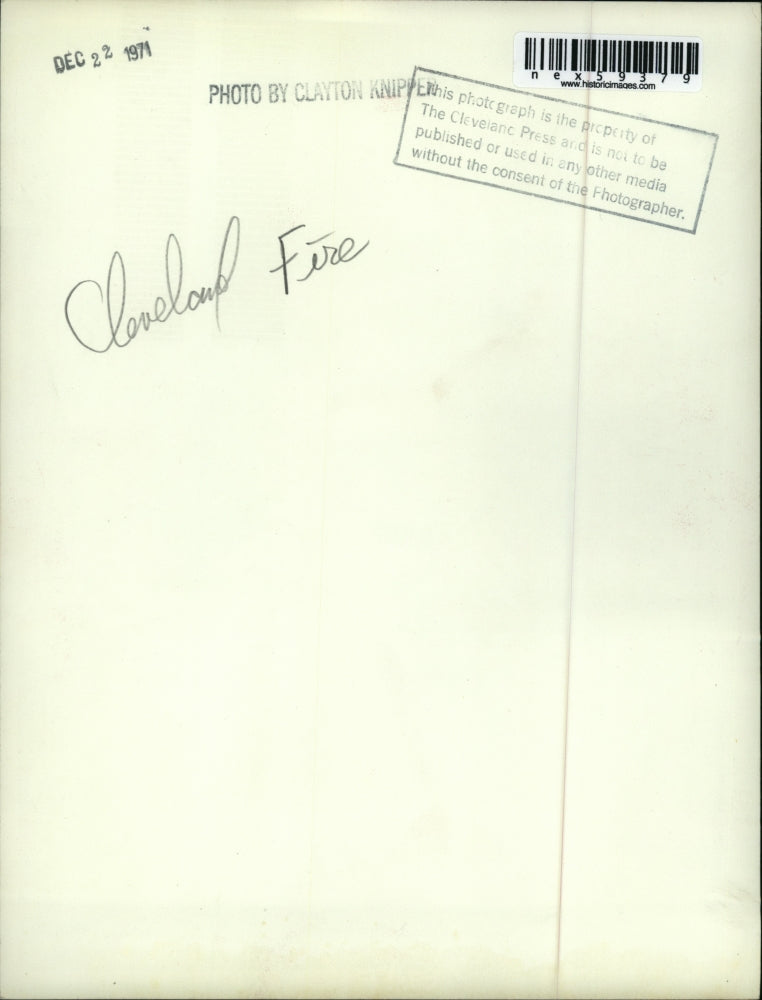 DEC 22 1971
nex59379
www.historicimages.com
PHOTO BY CLAYTON KNIPPER
This photograph is the property of
The Cleveland Press and is not to be
published or used in any other media
without the consent of the Photographer.
Cleveland Fire